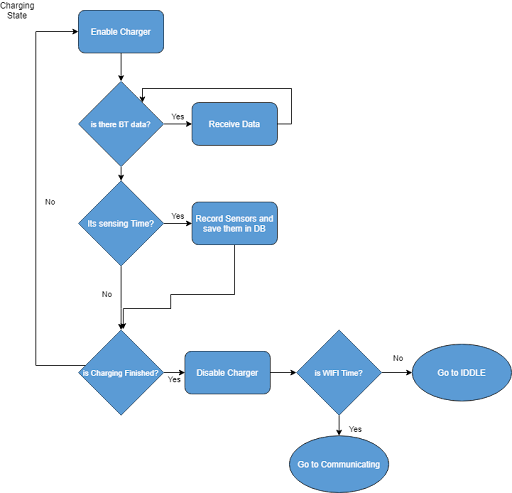 Charging
State
Enable Charger
is there BT data?
Yes
Receive Data
No
Its sensing Time?
Yes
Record Sensors and
save them in DB
No
is Charging Finished?
Yes
Disable Charger
is WIFI Time?
No
Go to IDDLE
Yes
Go to Communicating